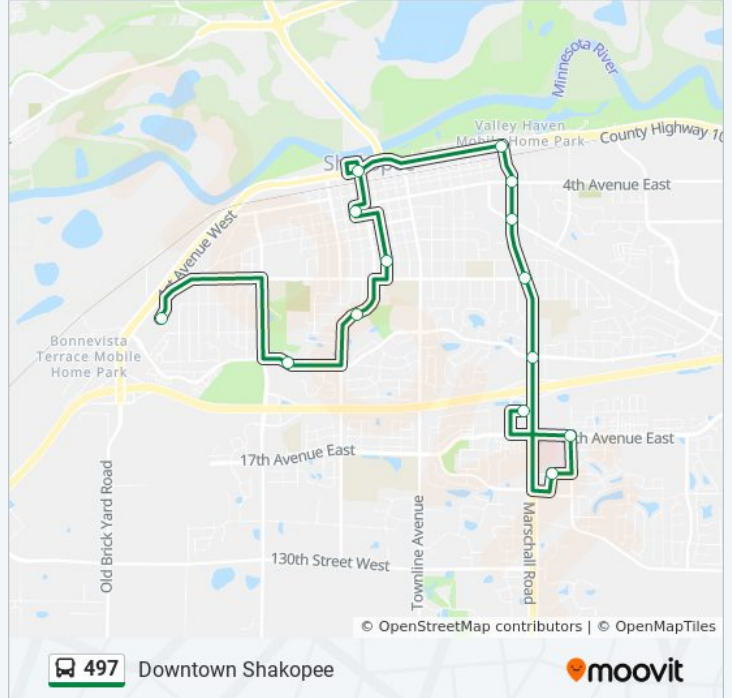 Minnesota River
Valley Haven
Mobile Home Park
County Highway 10
4th Avenue East
1st Avenue West
Bonnevista
Terrace Mobile
Home Park
17th Avenue East
th Avenue East
Old Brick Yard Road
Townline Avenue
Marschall Road
130th Street West
© OpenStreetMap contributors | © OpenMapTiles
497 Downtown Shakopee
moovit